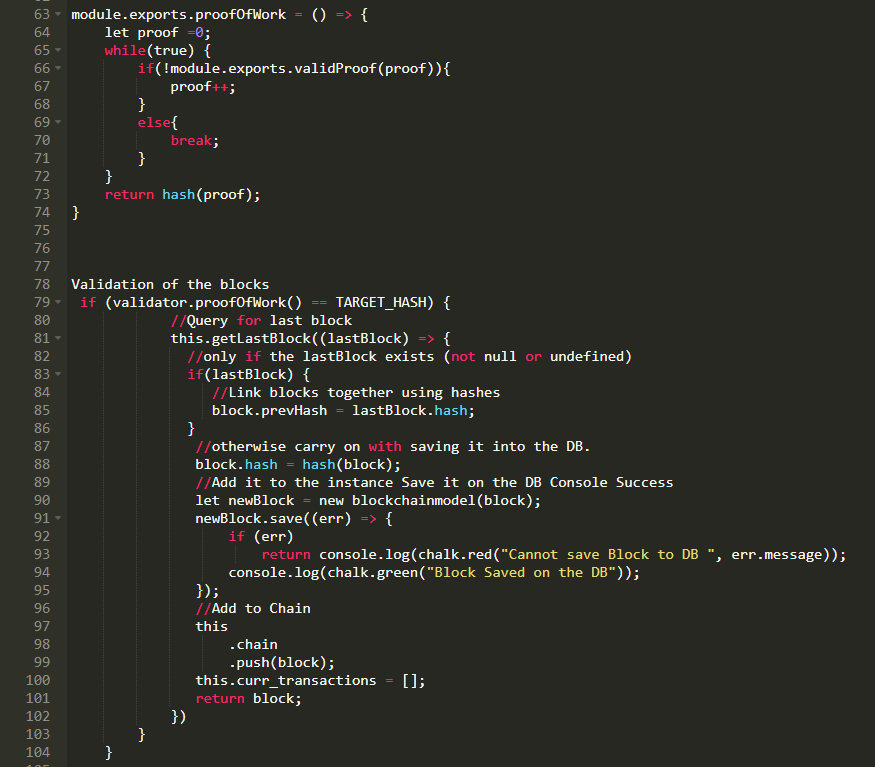 63 module.exports.proofOfWork = () => {
64 let proof =0;
65 while(true) {
66 if(!module.exports.validProof(proof)){
67 proof++;
68 }
69 else{
70 break;
71 }
72 }
73 return hash(proof);
74 }
75
76
77
78 Validation of the blocks
79 if (validator.proofOfWork() == TARGET_HASH) {
80 //Query for last block
81 this.getLastBlock((lastBlock) => {
82 //only if the lastBlock exists (not null or undefined)
83 if(lastBlock) {
84 //Link blocks together using hashes
85 block.prevHash = lastBlock.hash;
86 }
87 //otherwise carry on with saving it into the DB.
88 block.hash = hash(block);
89 //Add it to the instance Save it on the DB Console Success
90 let newBlock = new blockchainmodel(block);
91 newBlock.save((err) => {
92 if (err)
93 return console.log(chalk.red("Cannot save Block to DB ", err.message));
94 console.log(chalk.green("Block Saved on the DB"));
95 });
96 //Add to Chain
97 this
98 .chain
99 .push(block);
100 this.curr_transactions = [];
101 return block;
102 })
103 }
104 }